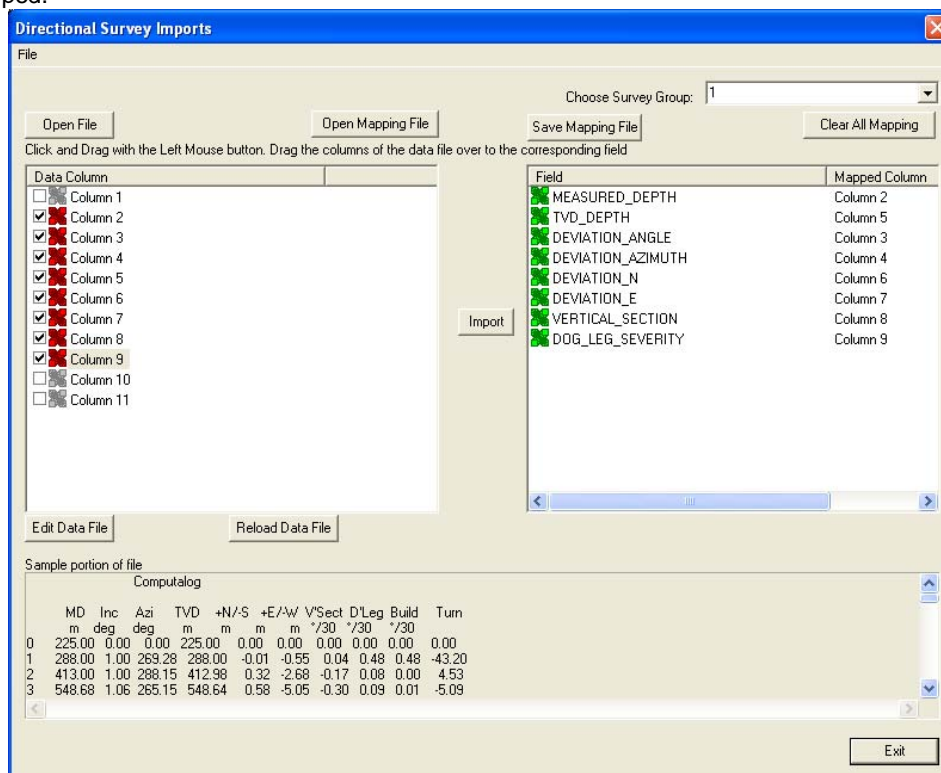 Directional Survey Imports
File
Choose Survey Group: 1
Open File Open Mapping File Save Mapping File Clear All Mapping
Click and Drag with the Left Mouse button. Drag the columns of the data file over to the corresponding field
Data Column
Column 1
Column 2
Column 3
Column 4
Column 5
Column 6
Column 7
Column 8
Column 9
Column 10
Column 11
Import
Field Mapped Column
MEASURED_DEPTH Column 2
TVD_DEPTH Column 5
DEVIATION_ANGLE Column 3
DEVIATION_AZIMUTH Column 4
DEVIATION_N Column 6
DEVIATION_E Column 7
VERTICAL_SECTION Column 8
DOG_LEG_SEVERITY Column 9
Edit Data File Reload Data File
Sample portion of file
Computalog
MD Inc Azi TVD +N/-S +E/-W V'Sect D'Leg Build Turn
m deg deg m m m m °/30 °/30 °/30
0 225.00 0.00 0.00 225.00 0.00 0.00 0.00 0.00 0.00 0.00
1 288.00 1.00 269.28 288.00 -0.01 -0.55 0.04 0.48 0.48 -43.20
2 413.00 1.00 288.15 412.98 0.32 -2.68 -0.17 0.08 0.00 4.53
3 548.68 1.06 265.15 548.64 0.58 -5.05 -0.30 0.09 0.01 -5.09
Exit